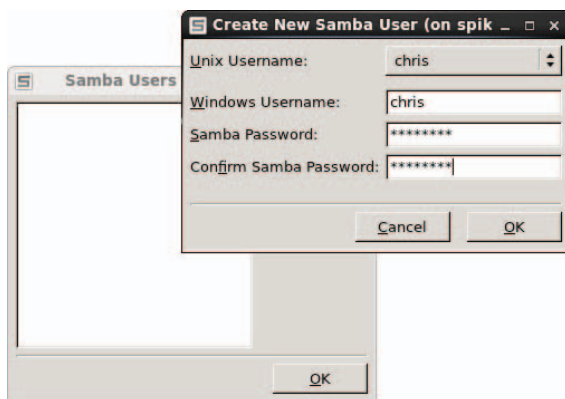 Create New Samba User (on spik
Unix Username: chris
Samba Users
Windows Username: chris
Samba Password: ********
Confirm Samba Password: ********
Cancel OK
OK